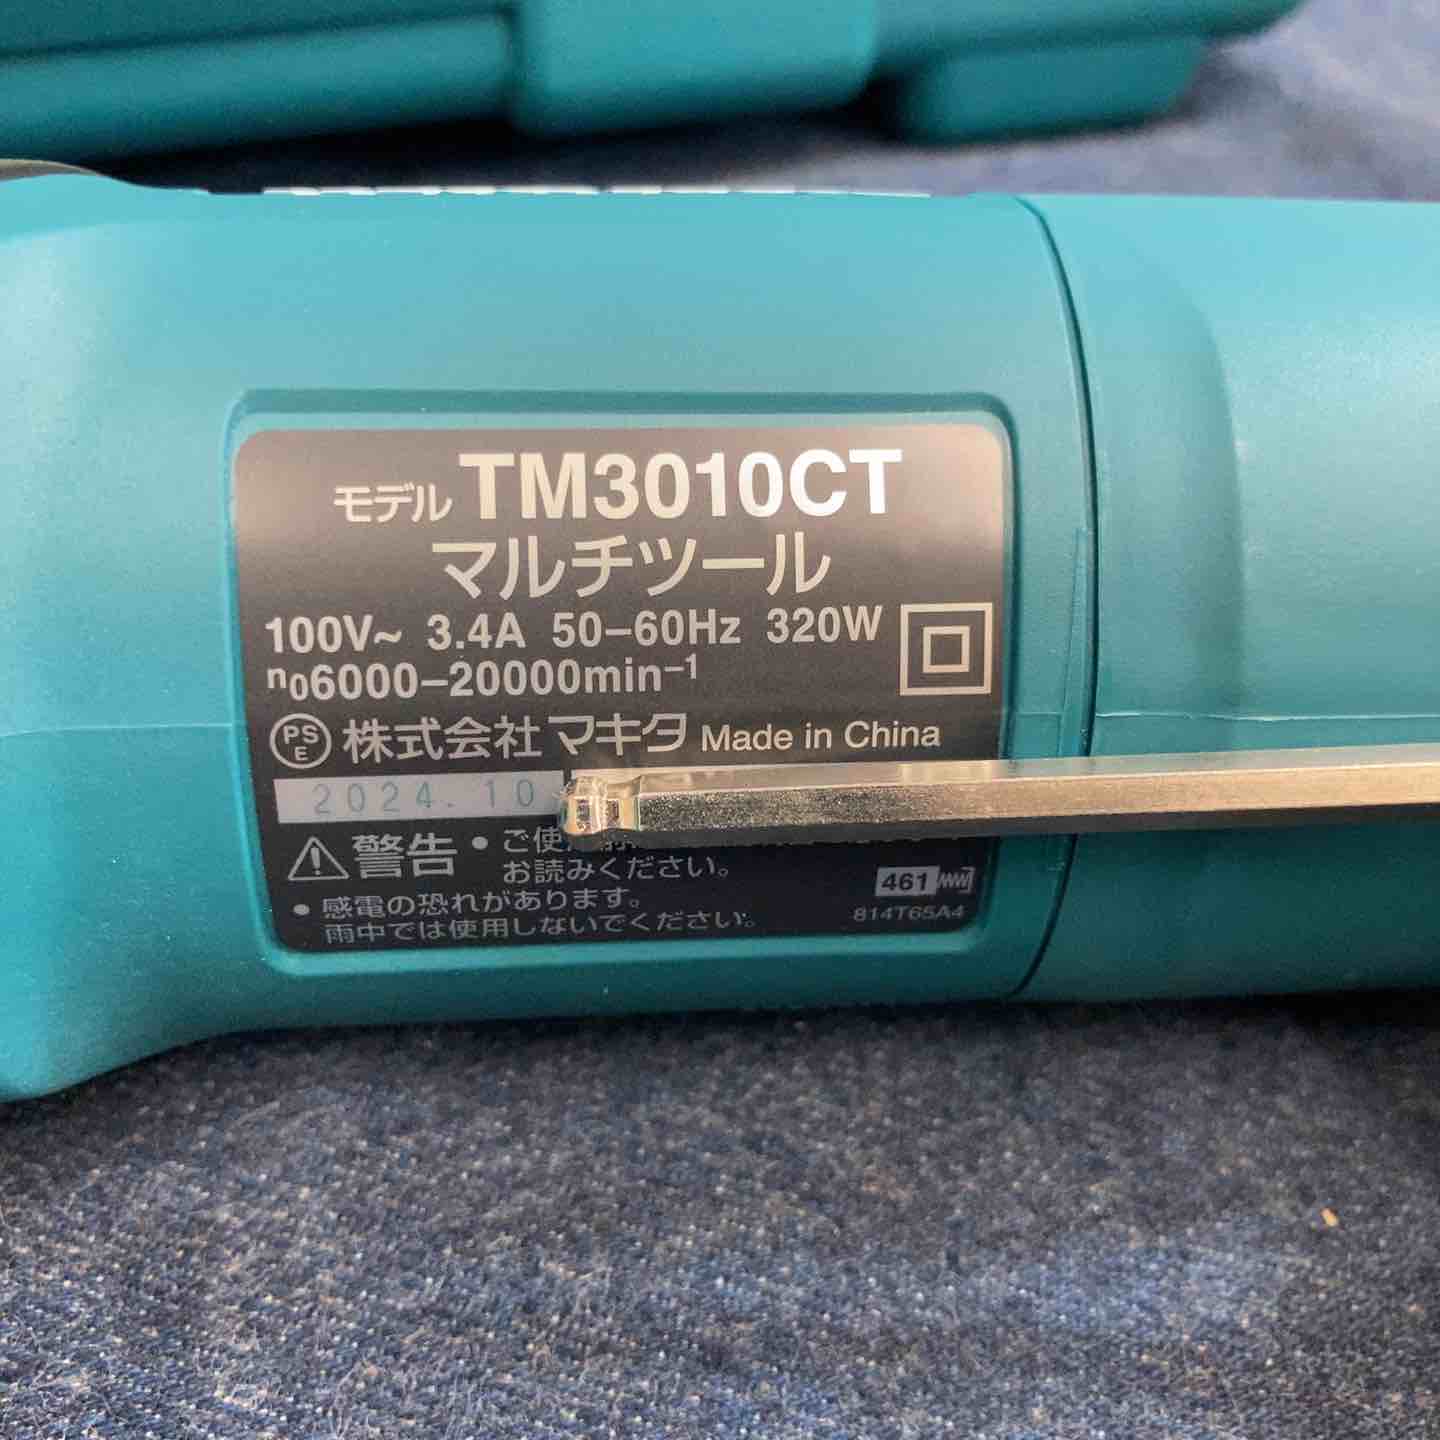 モデル TM3010CT
マルチツール
100V~ 3.4A 50-60Hz 320W
n₀6000-20000min⁻¹
PSE 株式会社マキタ Made in China
2024.10
警告 ・ご使
お読みください。
・感電の恐れがあります。
雨中では使用しないでください。
461
814T65A4